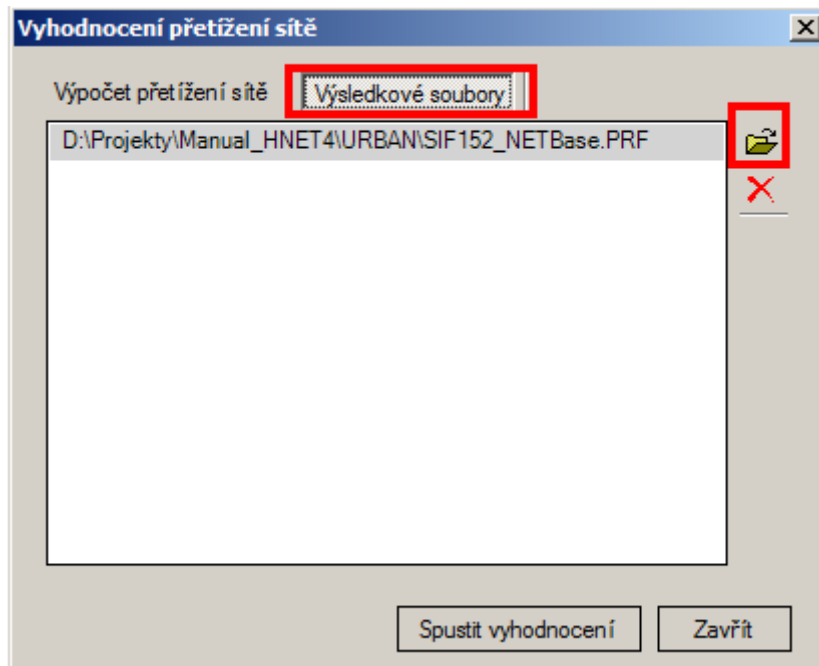 Vyhodnocení přetížení sítě
Výpočet přetížení sítě Výsledkové soubory
D:\Projekty\Manual_HNET4\URBAN\SIF152_NETBase.PRF
Spustit vyhodnocení Zavřít